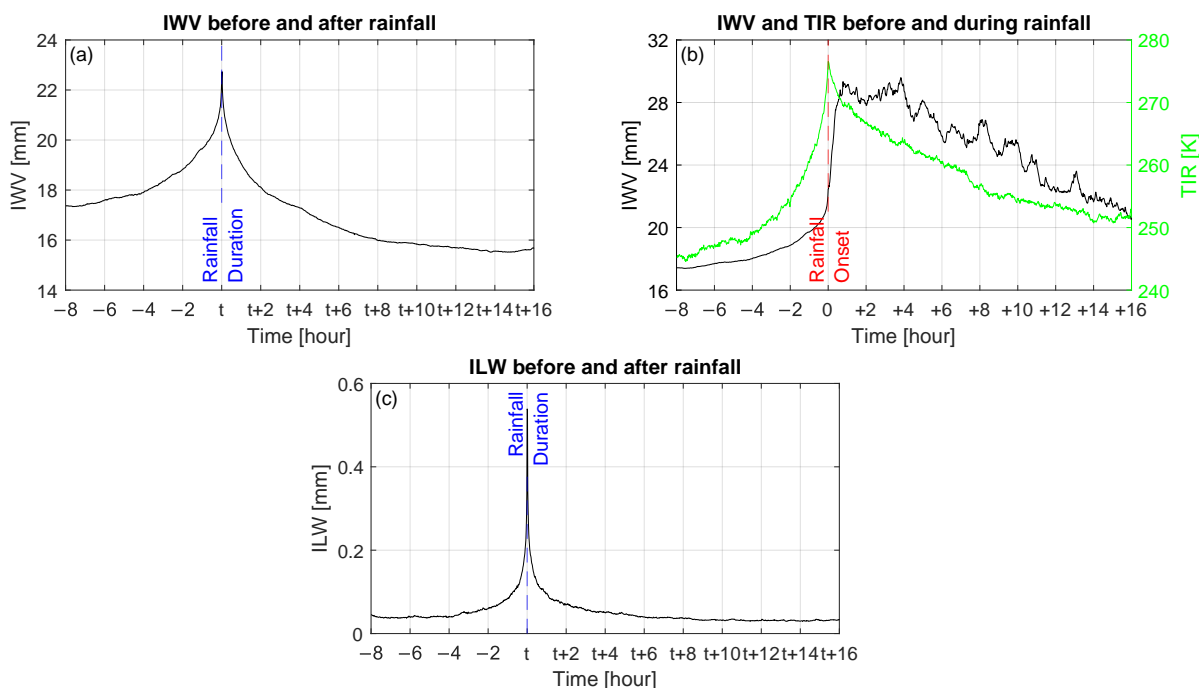 IWV before and after rainfall
(a)
24
22
20
18
16
14
IWV [mm]
Rainfall
Duration
−8 −6 −4 −2 t t+2 t+4 t+6 t+8 t+10 t+12 t+14 t+16
Time [hour]
IWV and TIR before and during rainfall
(b)
32
28
24
20
16
IWV [mm]
280
270
260
250
240
TIR [K]
Rainfall
Onset
−8 −6 −4 −2 0 +2 +4 +6 +8 +10 +12 +14 +16
Time [hour]
ILW before and after rainfall
(c)
0.6
0.4
0.2
0
ILW [mm]
Rainfall
Duration
−8 −6 −4 −2 t t+2 t+4 t+6 t+8 t+10 t+12 t+14 t+16
Time [hour]